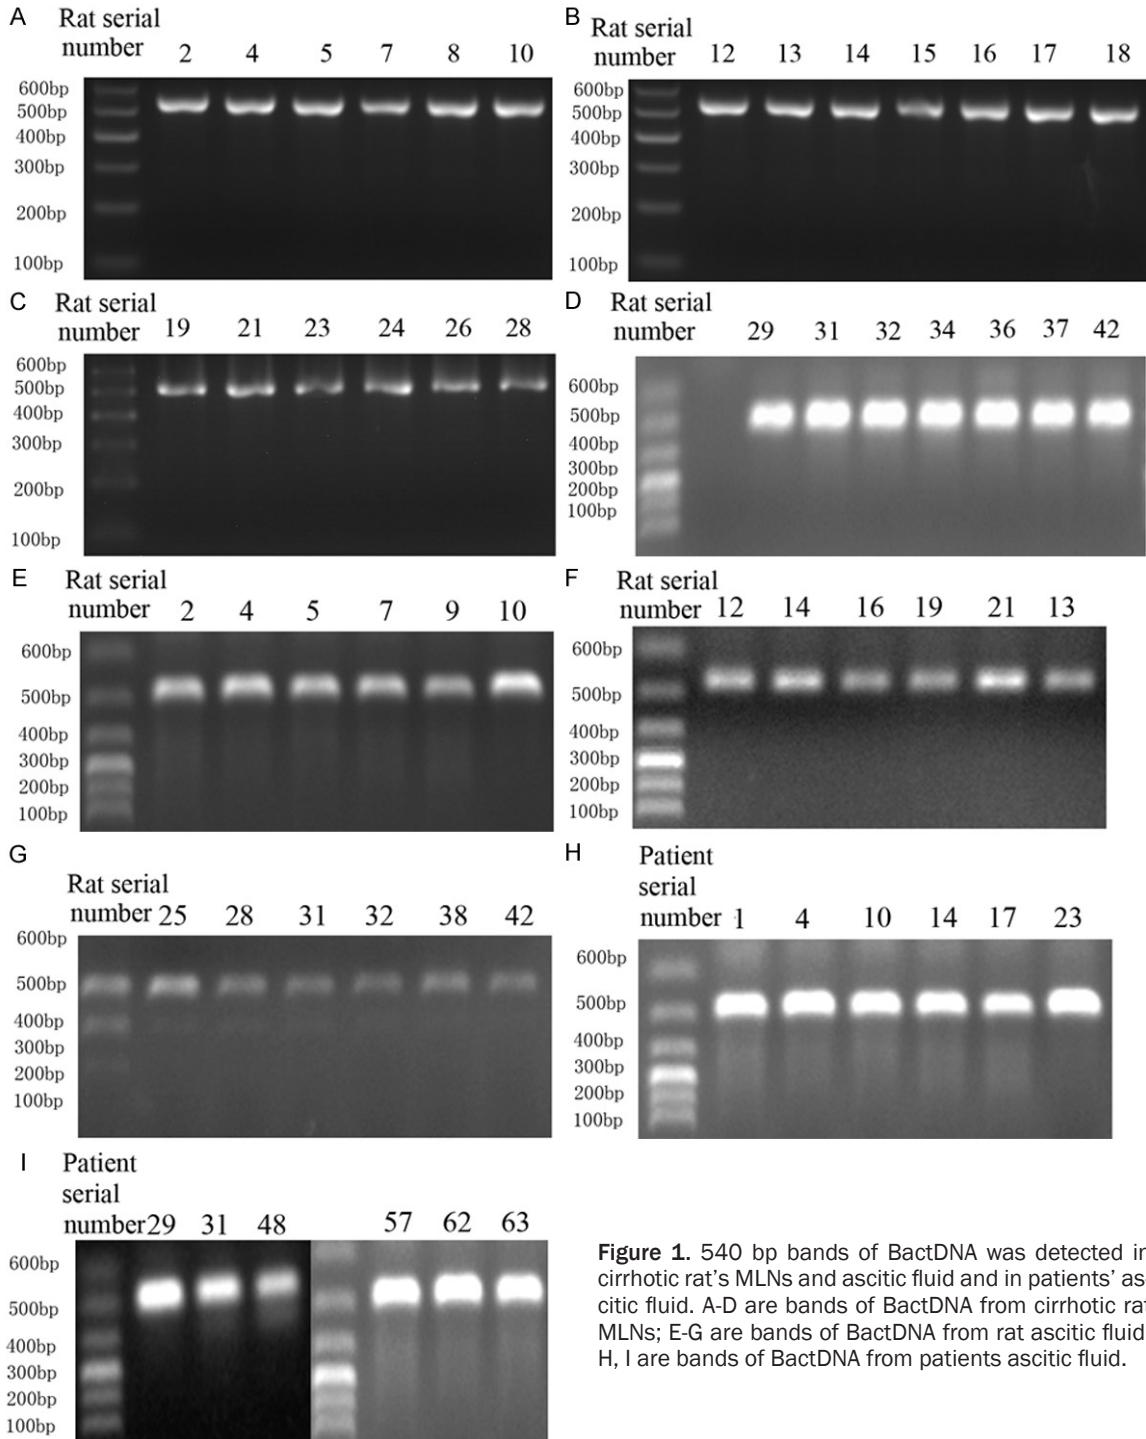 A
Rat serial
number 2 4 5 7 8 10
600bp
500bp
400bp
300bp
200bp
100bp
B
Rat serial
number 12 13 14 15 16 17 18
600bp
500bp
400bp
300bp
200bp
100bp
C
Rat serial
number 19 21 23 24 26 28
600bp
500bp
400bp
300bp
200bp
100bp
D
Rat serial
number 29 31 32 34 36 37 42
600bp
500bp
400bp
300bp
200bp
100bp
E
Rat serial
number 2 4 5 7 9 10
600bp
500bp
400bp
300bp
200bp
100bp
F
Rat serial
number 12 14 16 19 21 13
600bp
500bp
400bp
300bp
200bp
100bp
G
Rat serial
number 25 28 31 32 38 42
600bp
500bp
400bp
300bp
200bp
100bp
H
Patient
serial
number 1 4 10 14 17 23
600bp
500bp
400bp
300bp
200bp
100bp
I
Patient
serial
number 29 31 48 57 62 63
600bp
500bp
400bp
300bp
200bp
100bp
Figure 1. 540 bp bands of BactDNA was detected in
cirrhotic rat's MLNs and ascitic fluid and in patients' as-
citic fluid. A-D are bands of BactDNA from cirrhotic rat
MLNs; E-G are bands of BactDNA from rat ascitic fluid
H, I are bands of BactDNA from patients ascitic fluid.